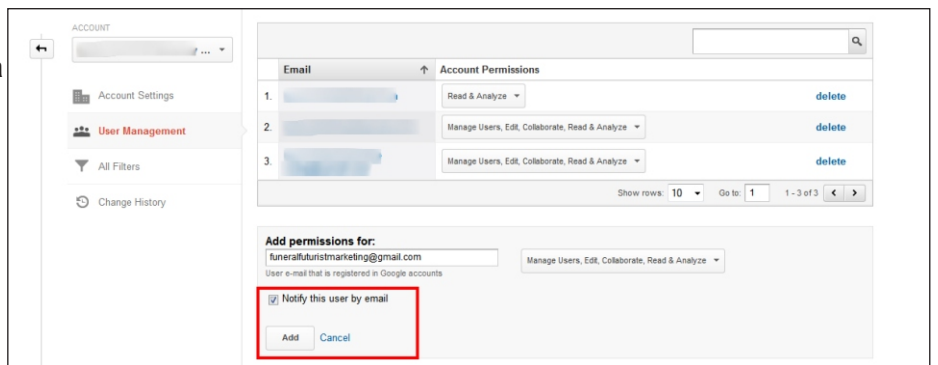 ACCOUNT
...
Account Settings
User Management
All Filters
Change History
Email Account Permissions
1. Read & Analyze delete
2. Manage Users, Edit, Collaborate, Read & Analyze delete
3. Manage Users, Edit, Collaborate, Read & Analyze delete
Show rows: 10 Go to: 1 1 - 3 of 3
Add permissions for:
funeralfuturistmarketing@gmail.com Manage Users, Edit, Collaborate, Read & Analyze
User e-mail that is registered in Google accounts
Notify this user by email
Add Cancel